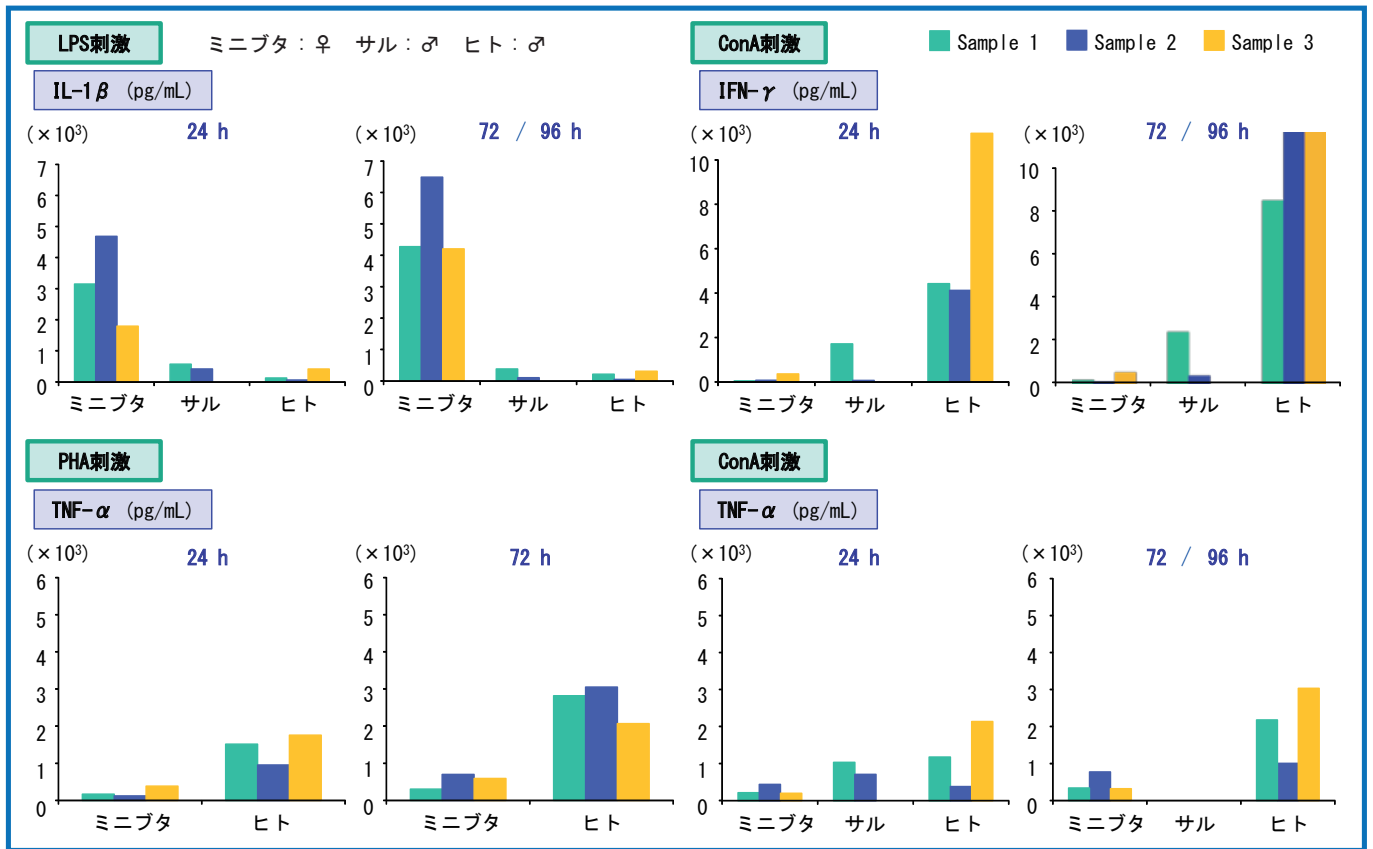 LPS刺激
ミニブタ：♀ サル：♂ ヒト：♂
IL-1β (pg/mL)
(×10³) 24 h
7
6
5
4
3
2
1
0
ミニブタ サル ヒト
(×10³) 72 / 96 h
7
6
5
4
3
2
1
0
ミニブタ サル ヒト
ConA刺激
Sample 1 Sample 2 Sample 3
IFN-γ (pg/mL)
(×10³) 24 h
10
8
6
4
2
0
ミニブタ サル ヒト
(×10³) 72 / 96 h
10
8
6
4
2
0
ミニブタ サル ヒト
PHA刺激
TNF-α (pg/mL)
(×10³) 24 h
6
5
4
3
2
1
0
ミニブタ ヒト
(×10³) 72 h
6
5
4
3
2
1
0
ミニブタ ヒト
ConA刺激
TNF-α (pg/mL)
(×10³) 24 h
6
5
4
3
2
1
0
ミニブタ サル ヒト
(×10³) 72 / 96 h
6
5
4
3
2
1
0
ミニブタ サル ヒト